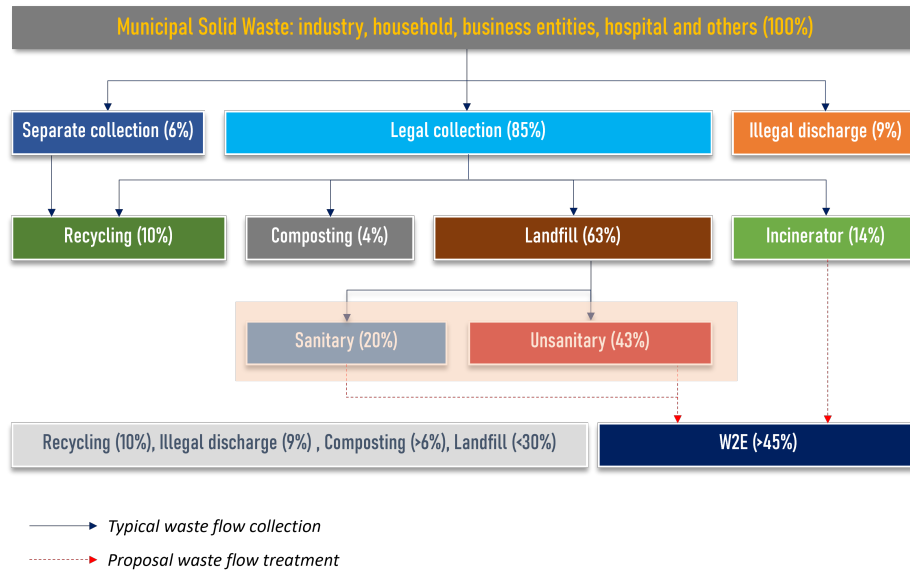 Municipal Solid Waste: industry, household, business entities, hospital and others (100%)
Separate collection (6%)
Legal collection (85%)
Illegal discharge (9%)
Recycling (10%)
Composting (4%)
Landfill (63%)
Incinerator (14%)
Sanitary (20%)
Unsanitary (43%)
Recycling (10%), Illegal discharge (9%) , Composting (>6%), Landfill (<30%)
W2E (>45%)
Typical waste flow collection
Proposal waste flow treatment